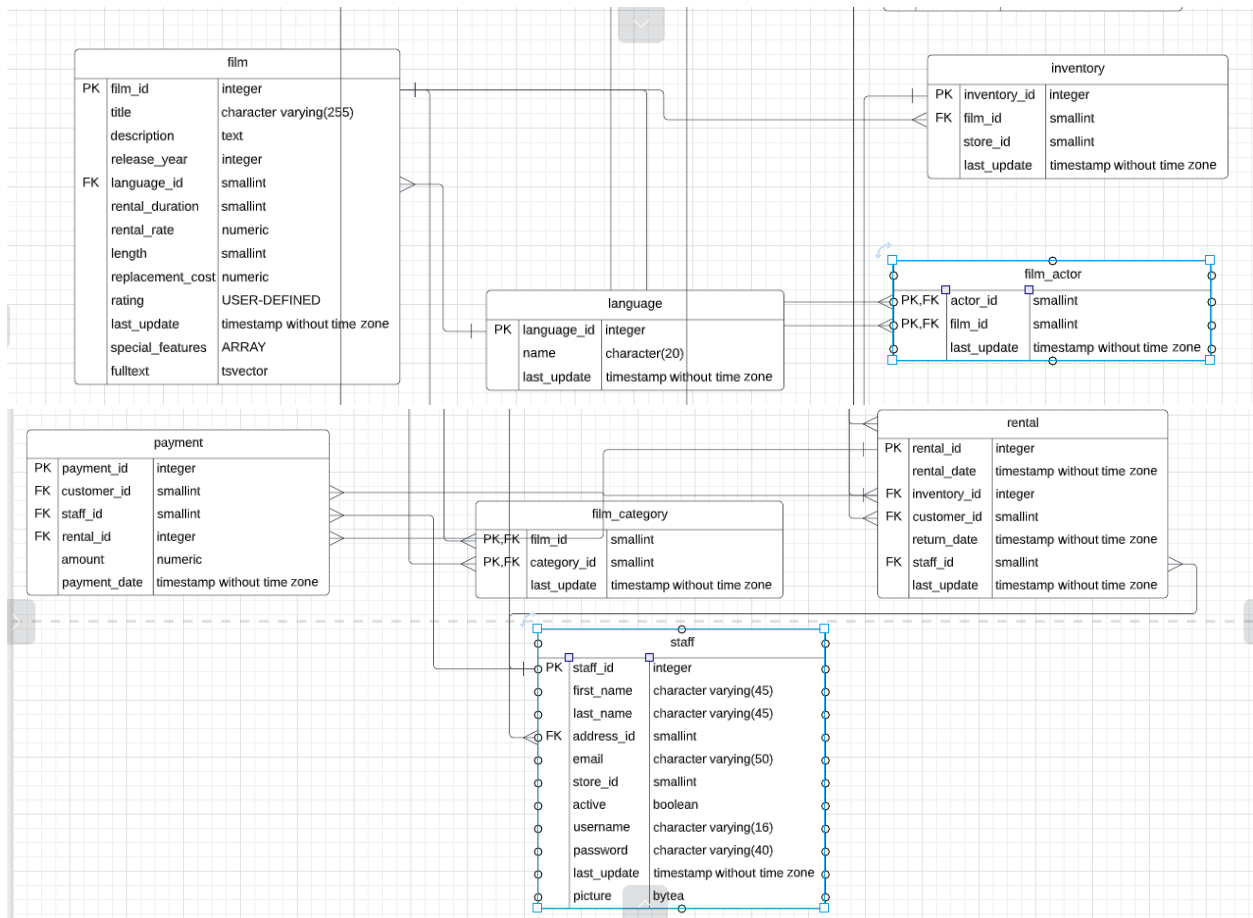 film
PK film_id integer
title character varying(255)
description text
release_year integer
FK language_id smallint
rental_duration smallint
rental_rate numeric
length smallint
replacement_cost numeric
rating USER-DEFINED
last_update timestamp without time zone
special_features ARRAY
fulltext tsvector
language
PK language_id integer
name character(20)
last_update timestamp without time zone
inventory
PK inventory_id integer
FK film_id smallint
store_id smallint
last_update timestamp without time zone
film_actor
PK,FK actor_id smallint
PK,FK film_id smallint
last_update timestamp without time zone
payment
PK payment_id integer
FK customer_id smallint
FK staff_id smallint
FK rental_id integer
amount numeric
payment_date timestamp without time zone
film_category
PK,FK film_id smallint
PK,FK category_id smallint
last_update timestamp without time zone
rental
PK rental_id integer
rental_date timestamp without time zone
FK inventory_id integer
FK customer_id smallint
return_date timestamp without time zone
FK staff_id smallint
last_update timestamp without time zone
staff
PK staff_id integer
first_name character varying(45)
last_name character varying(45)
FK address_id smallint
email character varying(50)
store_id smallint
active boolean
username character varying(16)
password character varying(40)
last_update timestamp without time zone
picture bytea